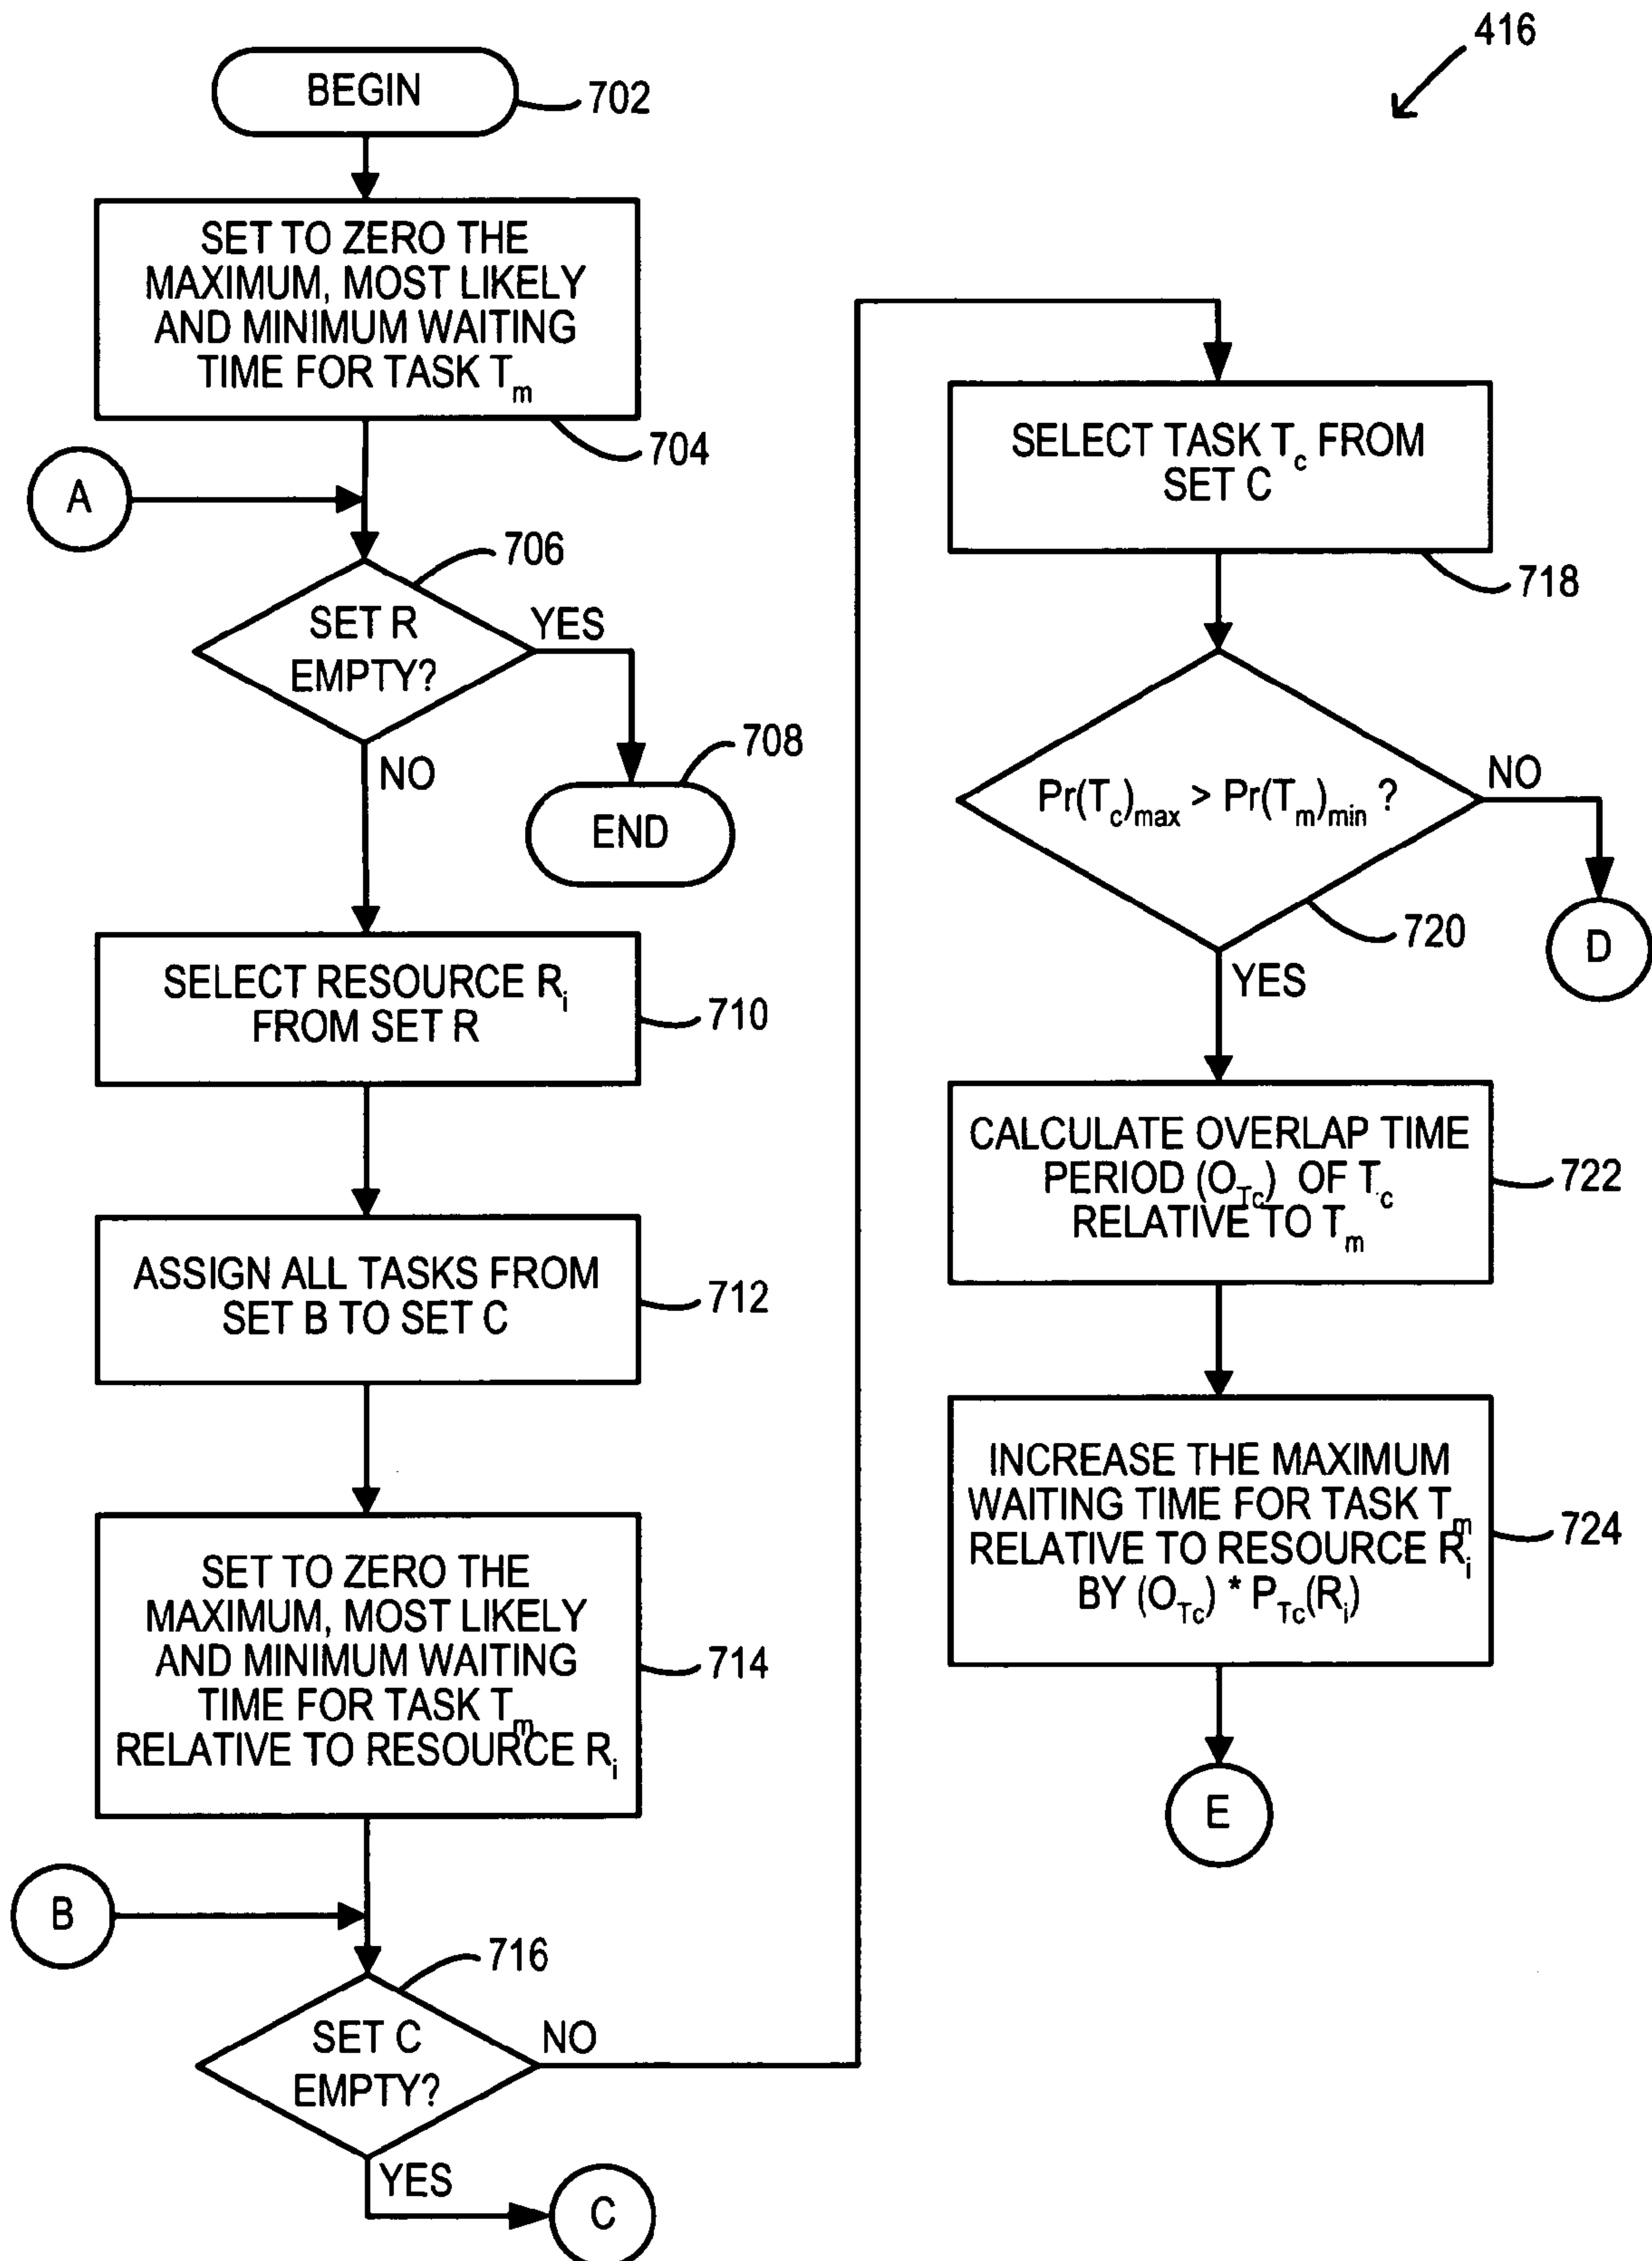 416
BEGIN
702
SET TO ZERO THE
MAXIMUM, MOST LIKELY
AND MINIMUM WAITING
TIME FOR TASK Tm
704
A
706
SET R
EMPTY?
YES
NO
708
END
SELECT RESOURCE Ri
FROM SET R
710
ASSIGN ALL TASKS FROM
SET B TO SET C
712
SET TO ZERO THE
MAXIMUM, MOST LIKELY
AND MINIMUM WAITING
TIME FOR TASK Tm
RELATIVE TO RESOURCE Ri
714
B
716
SET C
EMPTY?
NO
YES
C
SELECT TASK Tc FROM
SET C
718
Pr(Tc)max > Pr(Tm)min ?
NO
720
D
YES
CALCULATE OVERLAP TIME
PERIOD (OTc) OF Tc
RELATIVE TO Tm
722
INCREASE THE MAXIMUM
WAITING TIME FOR TASK Tm
RELATIVE TO RESOURCE Ri
BY (OTc) * PTc(Ri)
724
E